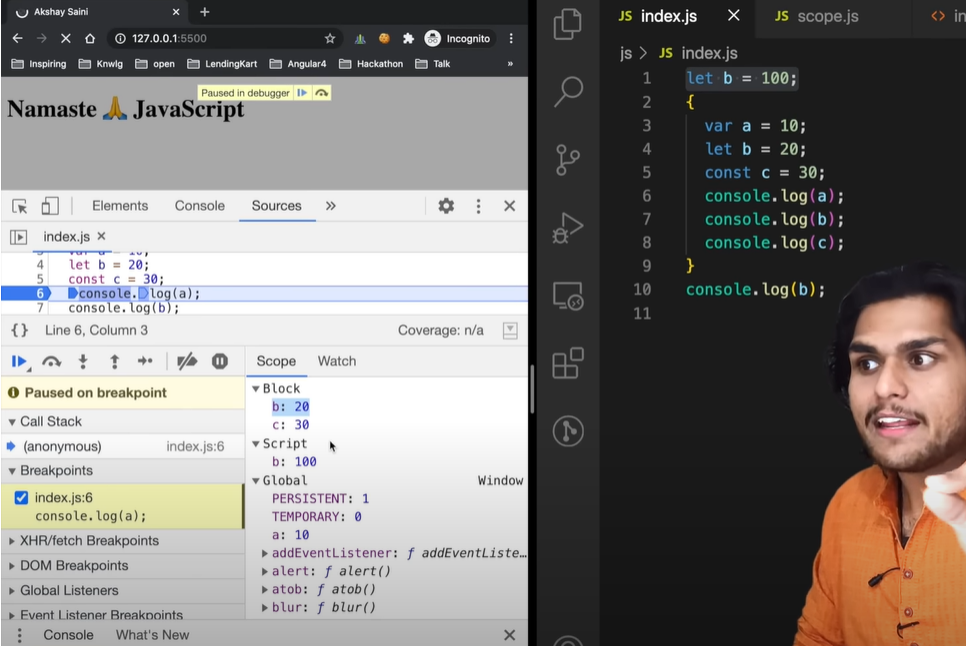 Akshay Saini
127.0.0.1:5500
Incognito
Inspiring Knwlg open LendingKart Angular4 Hackathon Talk »
Paused in debugger
Namaste 🙏 JavaScript
Elements Console Sources »
index.js
4 let b = 20;
5 const c = 30;
6 console.log(a);
7 console.log(b);
{} Line 6, Column 3 Coverage: n/a
Scope Watch
Paused on breakpoint
Call Stack
(anonymous) index.js:6
Breakpoints
index.js:6
console.log(a);
XHR/fetch Breakpoints
DOM Breakpoints
Global Listeners
Event Listener Breakpoints
Block
b: 20
c: 30
Script
b: 100
Global Window
PERSISTENT: 1
TEMPORARY: 0
a: 10
addEventListener: ƒ addEventListe…
alert: ƒ alert()
atob: ƒ atob()
blur: ƒ blur()
Console What's New
JS index.js JS scope.js <> in
js > JS index.js
1 let b = 100;
2 {
3 var a = 10;
4 let b = 20;
5 const c = 30;
6 console.log(a);
7 console.log(b);
8 console.log(c);
9 }
10 console.log(b);
11